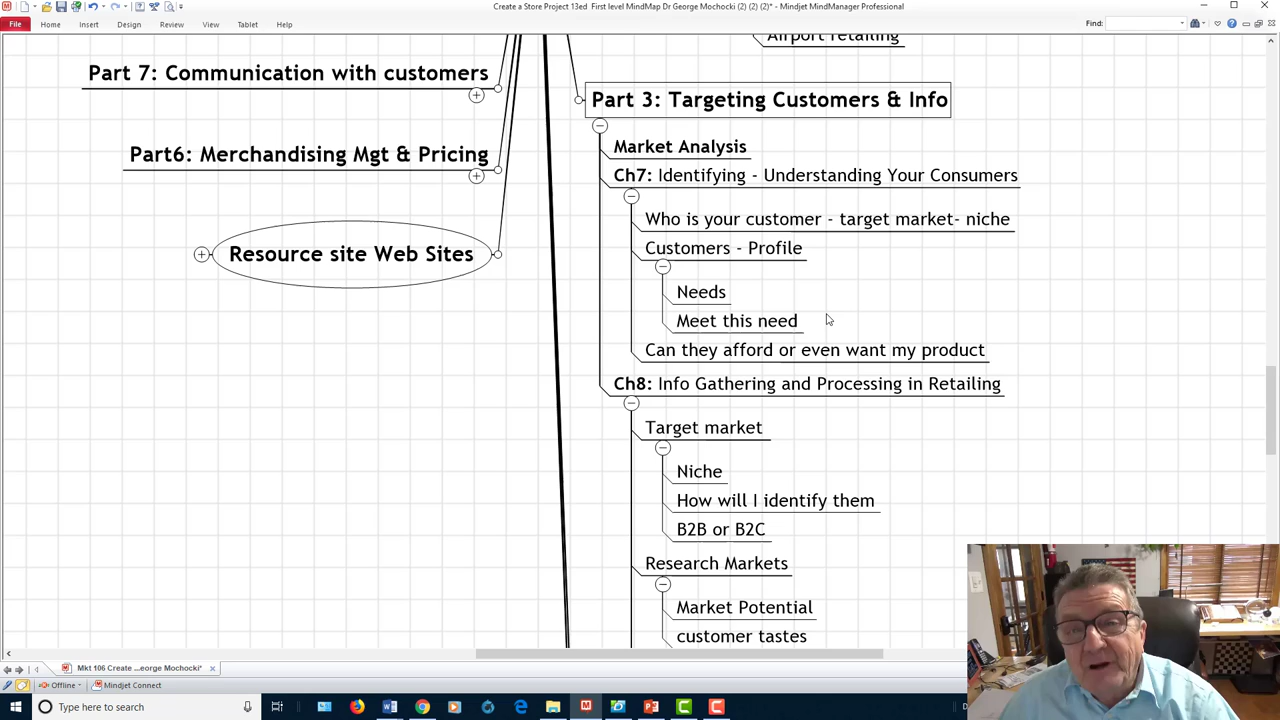 Create a Store Project 13ed First level MindMap Dr George Mochocki (2) (2) (2)* - Mindjet MindManager Professional
File
Home
Insert
Design
Review
View
Tablet
Help
Find:
Airport retailing
Part 7: Communication with customers
Part6: Merchandising Mgt & Pricing
Resource site Web Sites
Part 3: Targeting Customers & Info
Market Analysis
Ch7: Identifying - Understanding Your Consumers
Who is your customer - target market- niche
Customers - Profile
Needs
Meet this need
Can they afford or even want my product
Ch8: Info Gathering and Processing in Retailing
Target market
Niche
How will I identify them
B2B or B2C
Research Markets
Market Potential
customer tastes
Mkt 106 Create ...eorge Mochocki*
Offline
Mindjet Connect
Type here to search